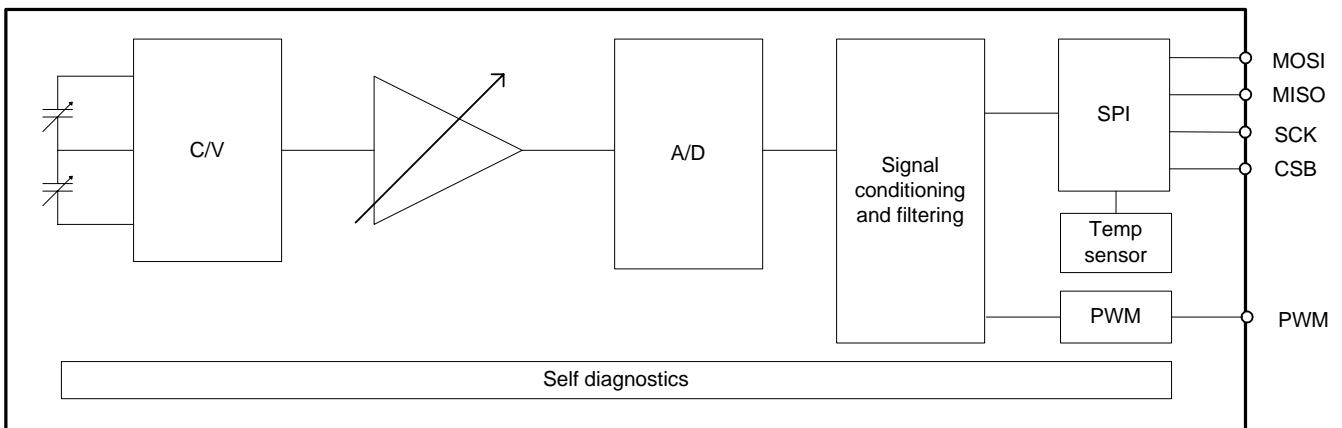 C/V
A/D
Signal
conditioning
and filtering
SPI
Temp
sensor
PWM
MOSI
MISO
SCK
CSB
PWM
Self diagnostics